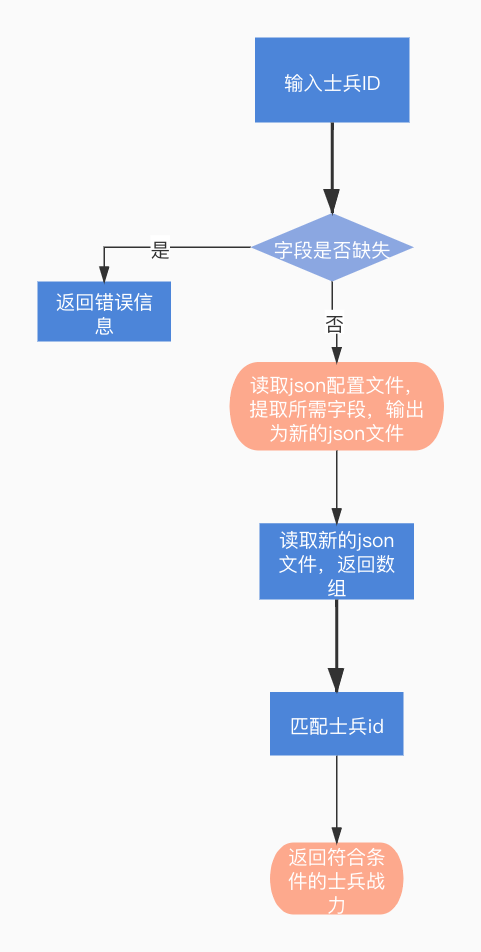 输入士兵ID
字段是否缺失
是
返回错误信
息
否
读取json配置文件，
提取所需字段，输出
为新的json文件
读取新的json
文件，返回数
组
匹配士兵id
返回符合条
件的士兵战
力